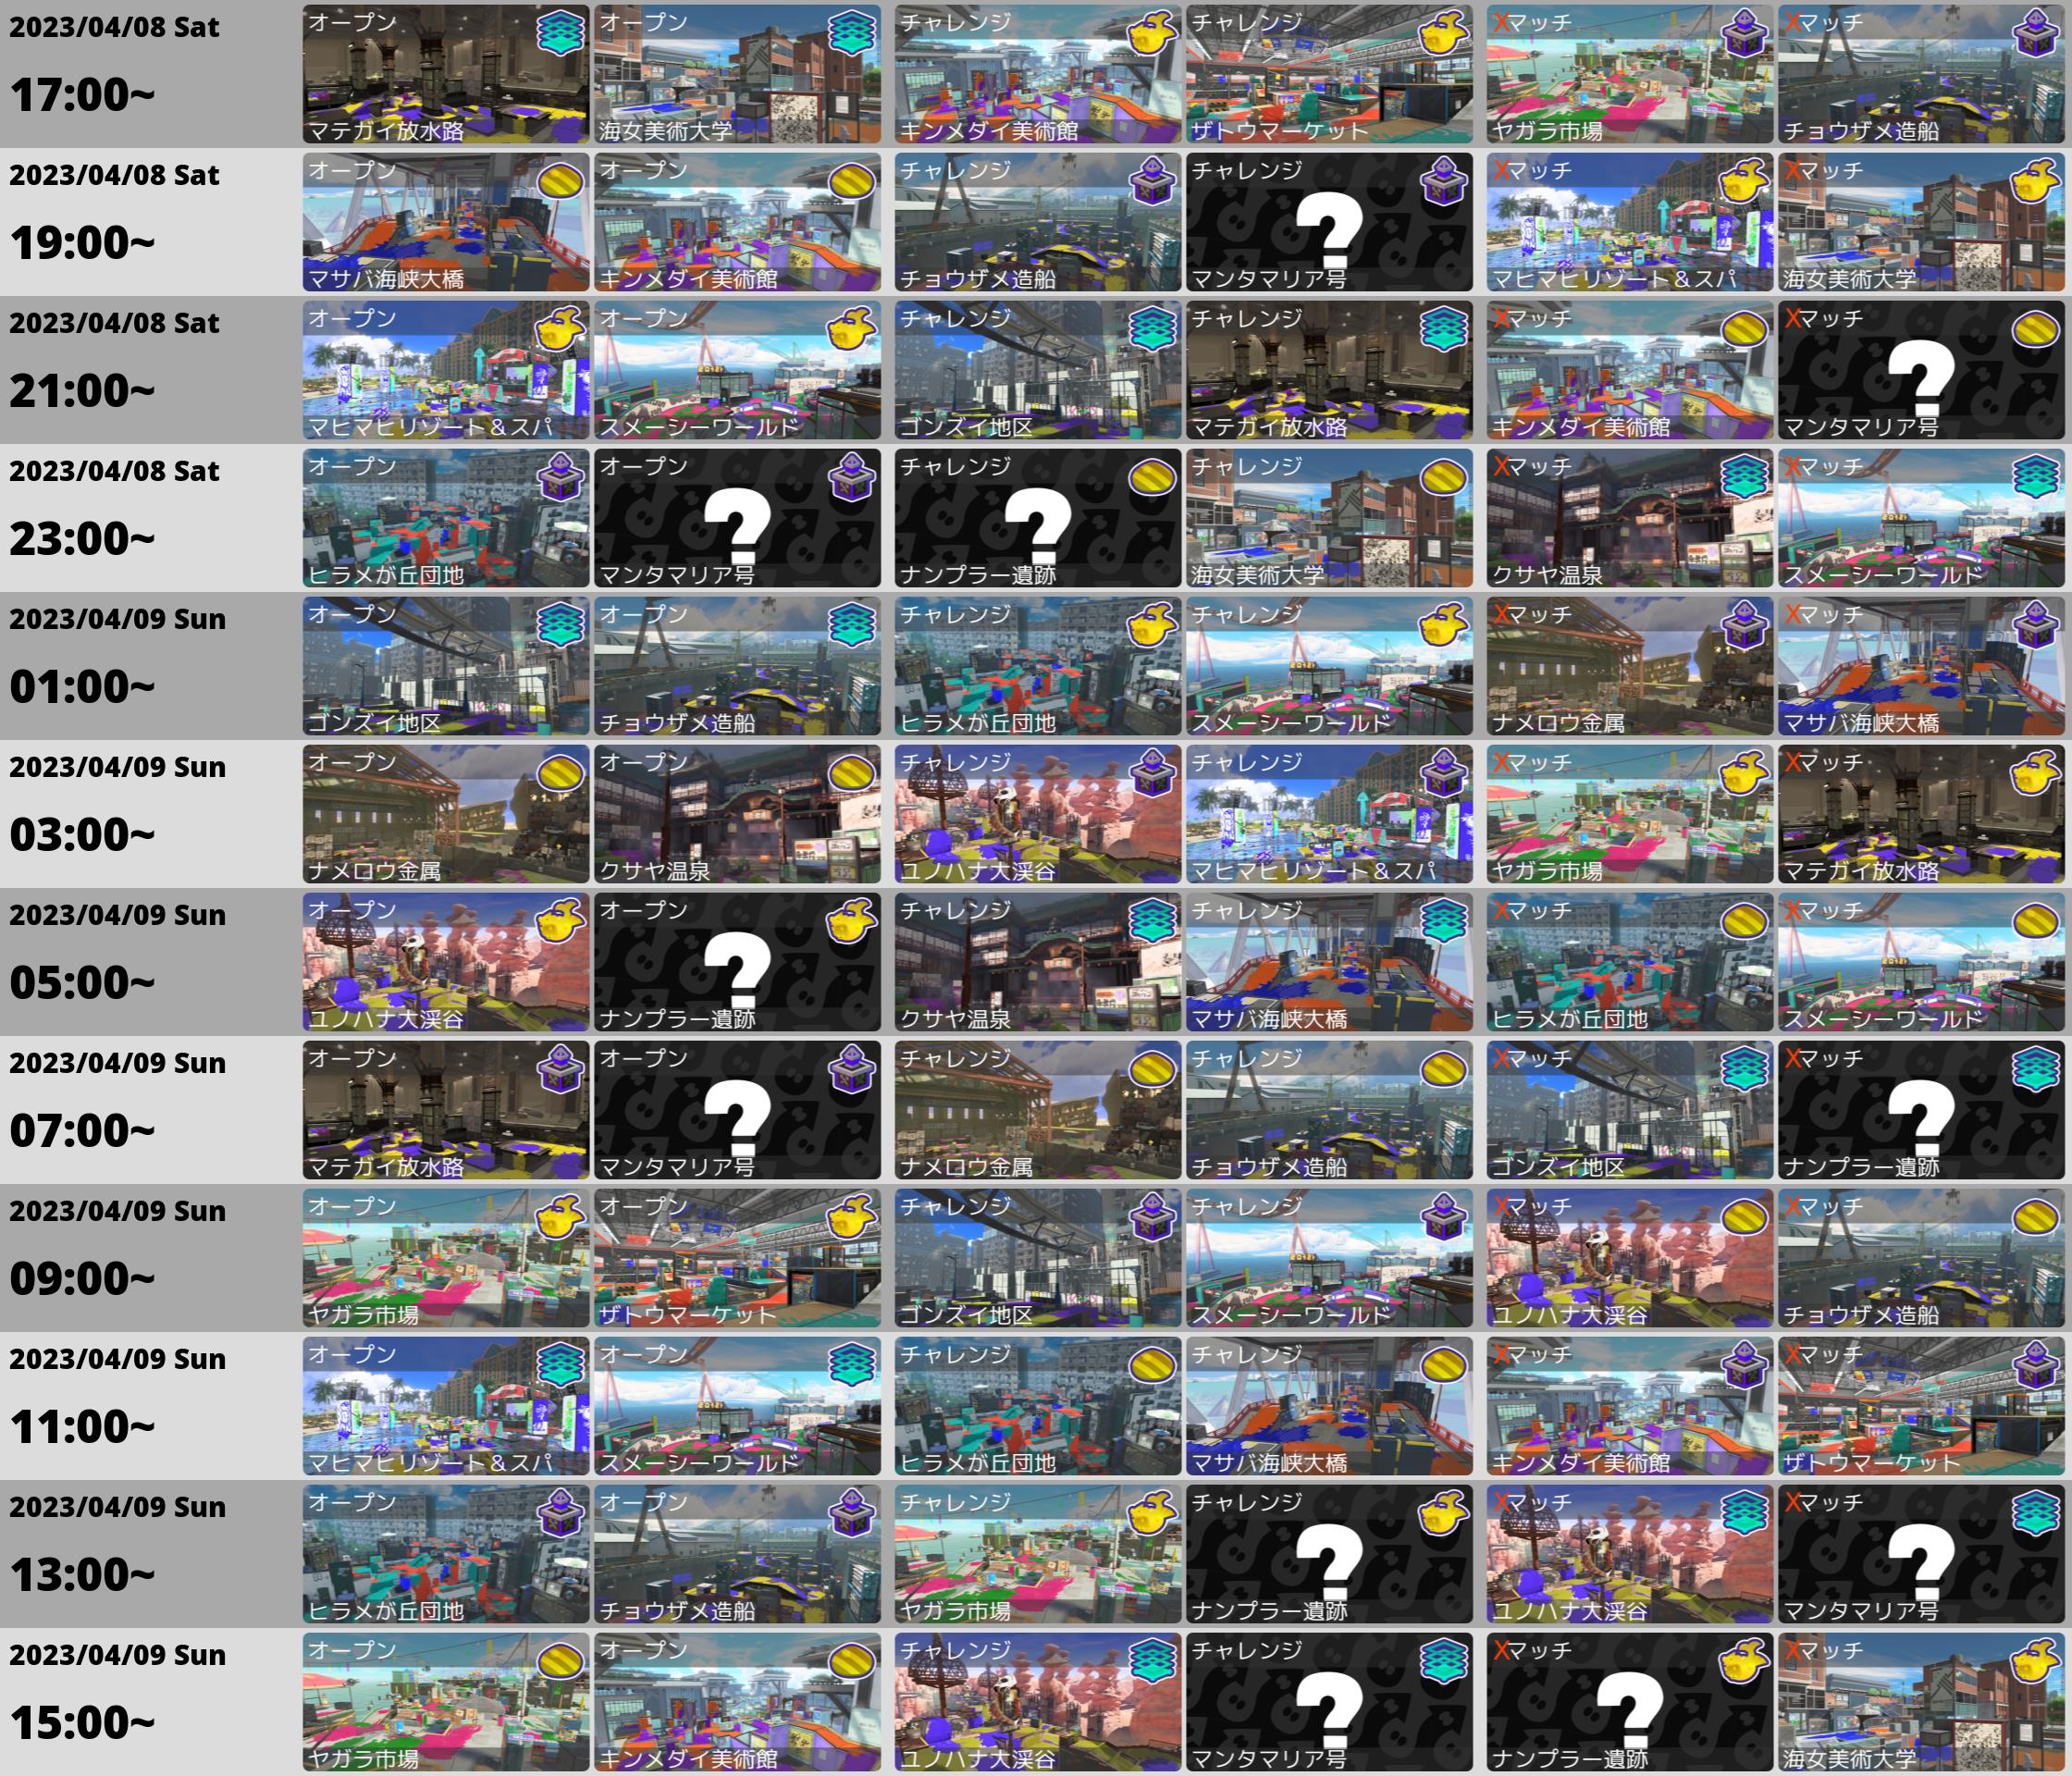 2023/04/08 Sat
17:00~
オープン オープン チャレンジ チャレンジ Xマッチ Xマッチ
マテガイ放水路 海女美術大学 キンメダイ美術館 ザトウマーケット ヤガラ市場 チョウザメ造船
2023/04/08 Sat
19:00~
オープン オープン チャレンジ チャレンジ Xマッチ Xマッチ
マサバ海峡大橋 キンメダイ美術館 チョウザメ造船 マンタマリア号 マヒマヒリゾート&スパ 海女美術大学
2023/04/08 Sat
21:00~
オープン オープン チャレンジ チャレンジ Xマッチ Xマッチ
マヒマヒリゾート&スパ スメーシーワールド ゴンズイ地区 マテガイ放水路 キンメダイ美術館 マンタマリア号
2023/04/08 Sat
23:00~
オープン オープン チャレンジ チャレンジ Xマッチ Xマッチ
ヒラメが丘団地 マンタマリア号 ナンプラー遺跡 海女美術大学 クサヤ温泉 スメーシーワールド
2023/04/09 Sun
01:00~
オープン オープン チャレンジ チャレンジ Xマッチ Xマッチ
ゴンズイ地区 チョウザメ造船 ヒラメが丘団地 スメーシーワールド ナメロウ金属 マサバ海峡大橋
2023/04/09 Sun
03:00~
オープン オープン チャレンジ チャレンジ Xマッチ Xマッチ
ナメロウ金属 クサヤ温泉 ユノハナ大渓谷 マヒマヒリゾート&スパ ヤガラ市場 マテガイ放水路
2023/04/09 Sun
05:00~
オープン オープン チャレンジ チャレンジ Xマッチ Xマッチ
ユノハナ大渓谷 ナンプラー遺跡 クサヤ温泉 マサバ海峡大橋 ヒラメが丘団地 スメーシーワールド
2023/04/09 Sun
07:00~
オープン オープン チャレンジ チャレンジ Xマッチ Xマッチ
マテガイ放水路 マンタマリア号 ナメロウ金属 チョウザメ造船 ゴンズイ地区 ナンプラー遺跡
2023/04/09 Sun
09:00~
オープン オープン チャレンジ チャレンジ Xマッチ Xマッチ
ヤガラ市場 ザトウマーケット ゴンズイ地区 スメーシーワールド ユノハナ大渓谷 チョウザメ造船
2023/04/09 Sun
11:00~
オープン オープン チャレンジ チャレンジ Xマッチ Xマッチ
マヒマヒリゾート&スパ スメーシーワールド ヒラメが丘団地 マサバ海峡大橋 キンメダイ美術館 ザトウマーケット
2023/04/09 Sun
13:00~
オープン オープン チャレンジ チャレンジ Xマッチ Xマッチ
ヒラメが丘団地 チョウザメ造船 ヤガラ市場 ナンプラー遺跡 ユノハナ大渓谷 マンタマリア号
2023/04/09 Sun
15:00~
オープン オープン チャレンジ チャレンジ Xマッチ Xマッチ
ヤガラ市場 キンメダイ美術館 ユノハナ大渓谷 マンタマリア号 ナンプラー遺跡 海女美術大学